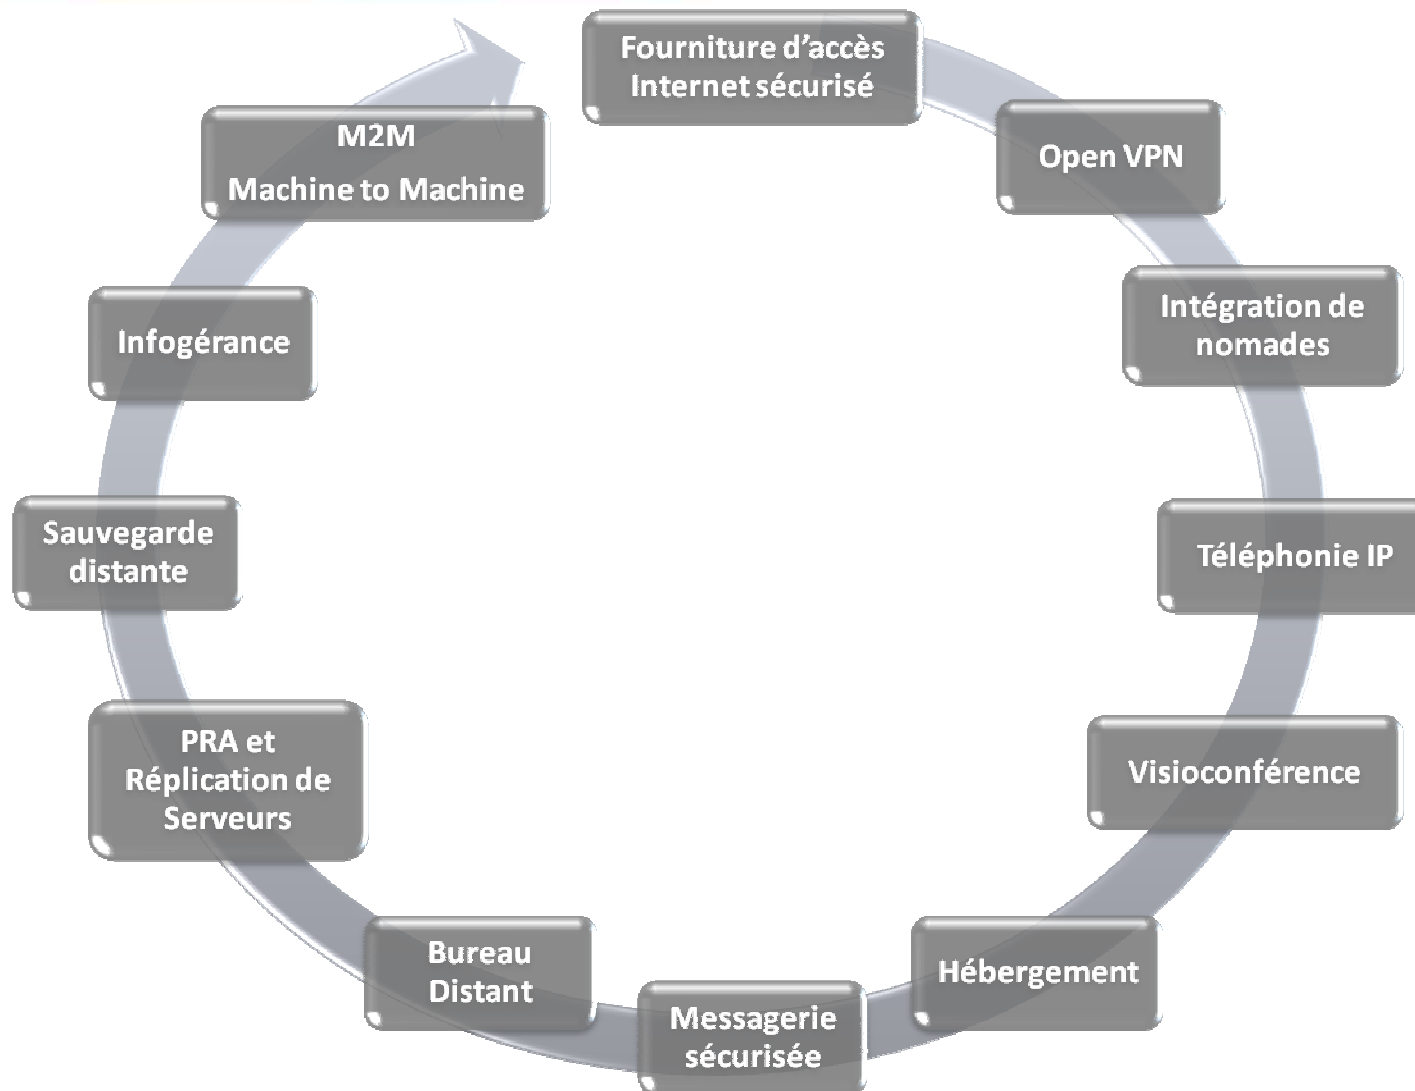 Fourniture d’accès
Internet sécurisé
Open VPN
Intégration de
nomades
Téléphonie IP
Visioconférence
Hébergement
Messagerie
sécurisée
Bureau
Distant
PRA et
Réplication de
Serveurs
Sauvegarde
distante
Infogérance
M2M
Machine to Machine